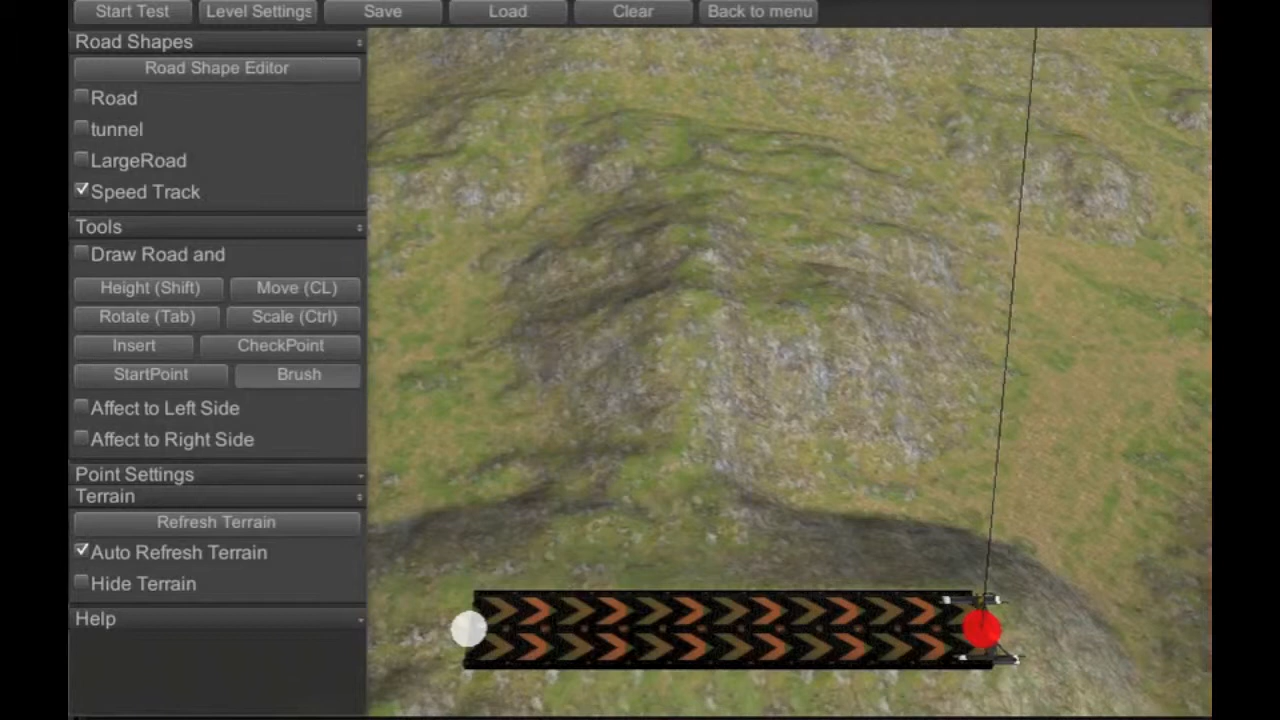 Start Test Level Settings Save Load Clear Back to menu
Road Shapes
Road Shape Editor
Road
tunnel
LargeRoad
Speed Track
Tools
Draw Road and
Height (Shift) Move (CL)
Rotate (Tab) Scale (Ctrl)
Insert CheckPoint
StartPoint Brush
Affect to Left Side
Affect to Right Side
Point Settings
Terrain
Refresh Terrain
Auto Refresh Terrain
Hide Terrain
Help